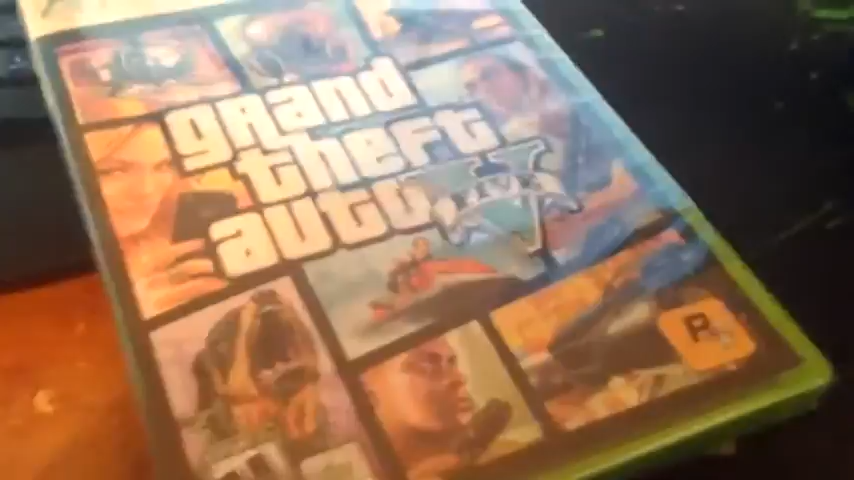 grand
theft
auto V
R★